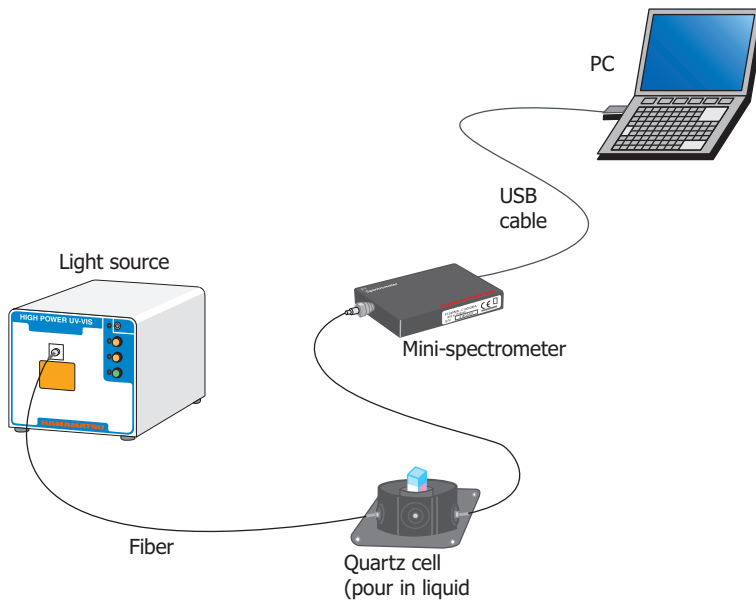 PC
USB
cable
Light source
HIGH POWER UV-VIS
HAMAMATSU
Mini-spectrometer
Fiber
Quartz cell
(pour in liquid